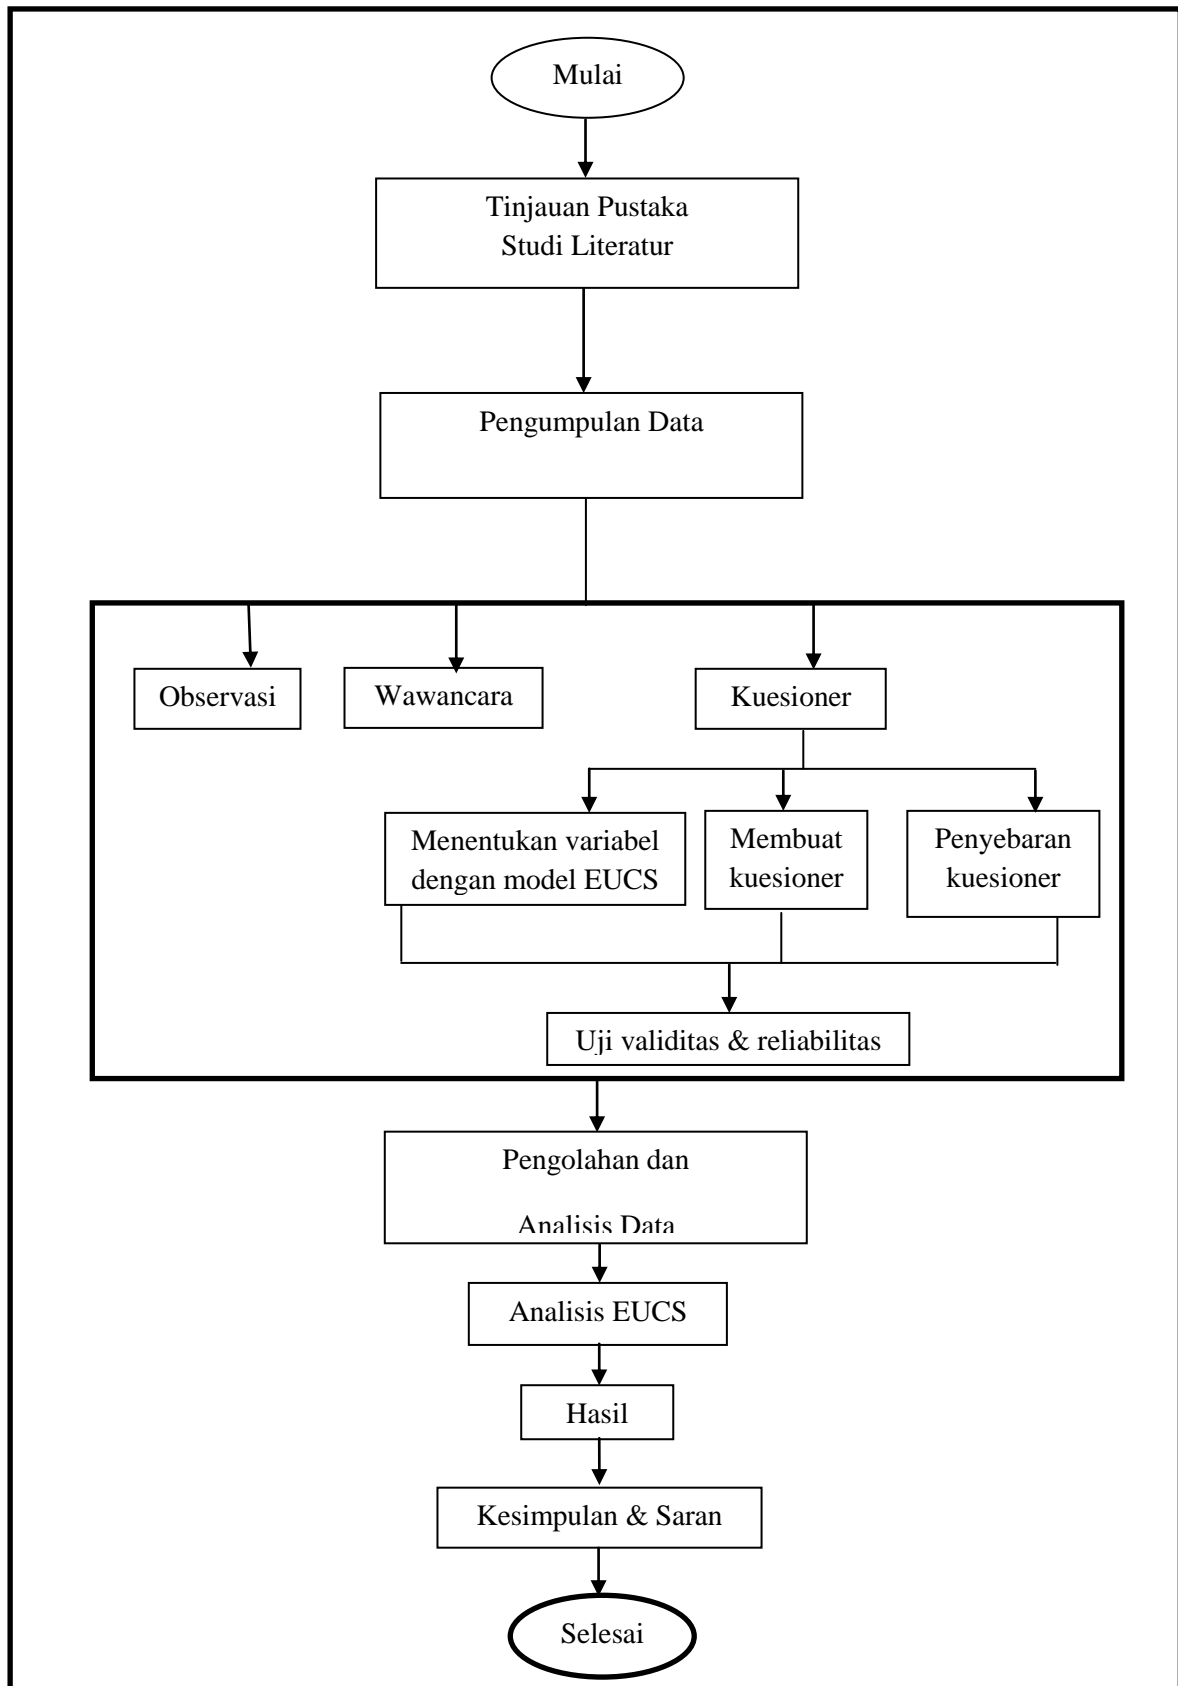 Mulai
Tinjauan Pustaka
Studi Literatur
Pengumpulan Data
Observasi
Wawancara
Kuesioner
Menentukan variabel
dengan model EUCS
Membuat
kuesioner
Penyebaran
kuesioner
Uji validitas & reliabilitas
Pengolahan dan
Analisis Data
Analisis EUCS
Hasil
Kesimpulan & Saran
Selesai